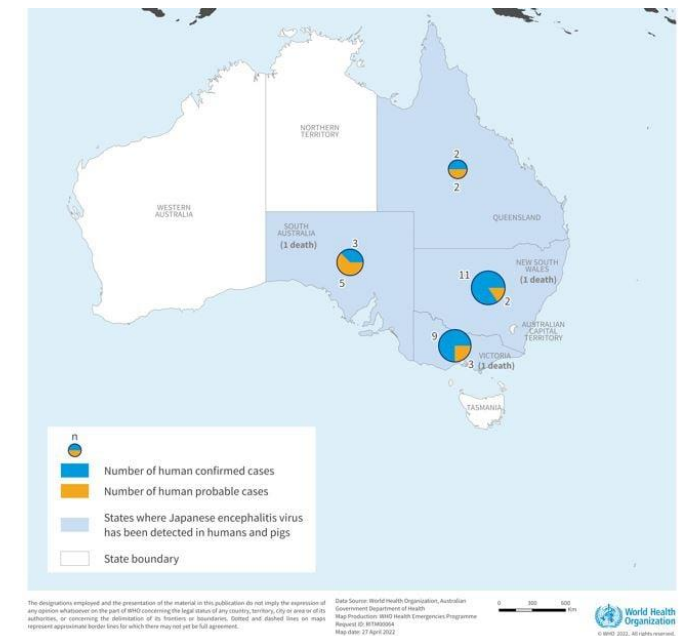 NORTHERN
TERRITORY
2
2
WESTERN
AUSTRALIA
QUEENSLAND
SOUTH
AUSTRALIA
(1 death)
3
5
NEW SOUTH
WALES
(1 death)
11
2
AUSTRALIAN
CAPITAL
TERRITORY
9
3
VICTORIA
(1 death)
TASMANIA
n
Number of human confirmed cases
Number of human probable cases
States where Japanese encephalitis virus
has been detected in humans and pigs
State boundary
The designations employed and the presentation of the material in this publication do not imply the expression of
any opinion whatsoever on the part of WHO concerning the legal status of any country, territory, city or area or of its
authorities, or concerning the delimitation of its frontiers or boundaries. Dotted and dashed lines on maps
represent approximate border lines for which there may not yet be full agreement.
Data Source: World Health Organization, Australian
Government Department of Health
Map Production: WHO Health Emergencies Programme
Request ID:
Map date: 27 April 2022
0 300 600
Km
World Health
Organization
© WHO 2022. All rights reserved.